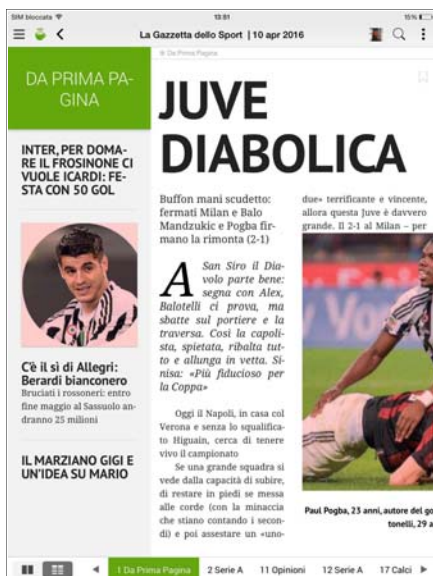 SIM bloccata
13:51
15%
La Gazzetta dello Sport | 10 apr 2016
Da Prima Pagina
DA PRIMA PA-
GINA
INTER, PER DOMA-
RE IL FROSINONE CI
VUOLE ICARDI: FE-
STA CON 50 GOL
C'è il sì di Allegri:
Berardi bianconero
Bruciati i rossoneri: entro
fine maggio al Sassuolo an-
dranno 25 milioni
IL MARZIANO GIGI E
UN'IDEA SU MARIO
JUVE
DIABOLICA
Buffon mani scudetto:
fermati Milan e Balo
Mandzukic e Pogba fir-
mano la rimonta (2-1)
A San Siro il Dia-
volo parte bene:
segna con Alex,
Balotelli ci prova, ma
sbatte sul portiere e la
traversa. Così la capoli-
sta, spietata, ribalta tut-
to e allunga in vetta. Si-
nisa: «Più fiducioso per
la Coppa»
Oggi il Napoli, in casa col
Verona e senza lo squalifica-
to Higuain, cerca di tenere
vivo il campionato
Se una grande squadra si
vede dalla capacità di subire,
di restare in piedi se messa
alle corde (con la minaccia
che stiano contando i secon-
di) e poi assestare un «uno-
due» terrificante e vincente,
allora questa Juve è davvero
grande. Il 2-1 al Milan – per
Paul Pogba, 23 anni, autore del go
tonelli, 29 a
1 Da Prima Pagina
2 Serie A
11 Opinioni
12 Serie A
17 Calci